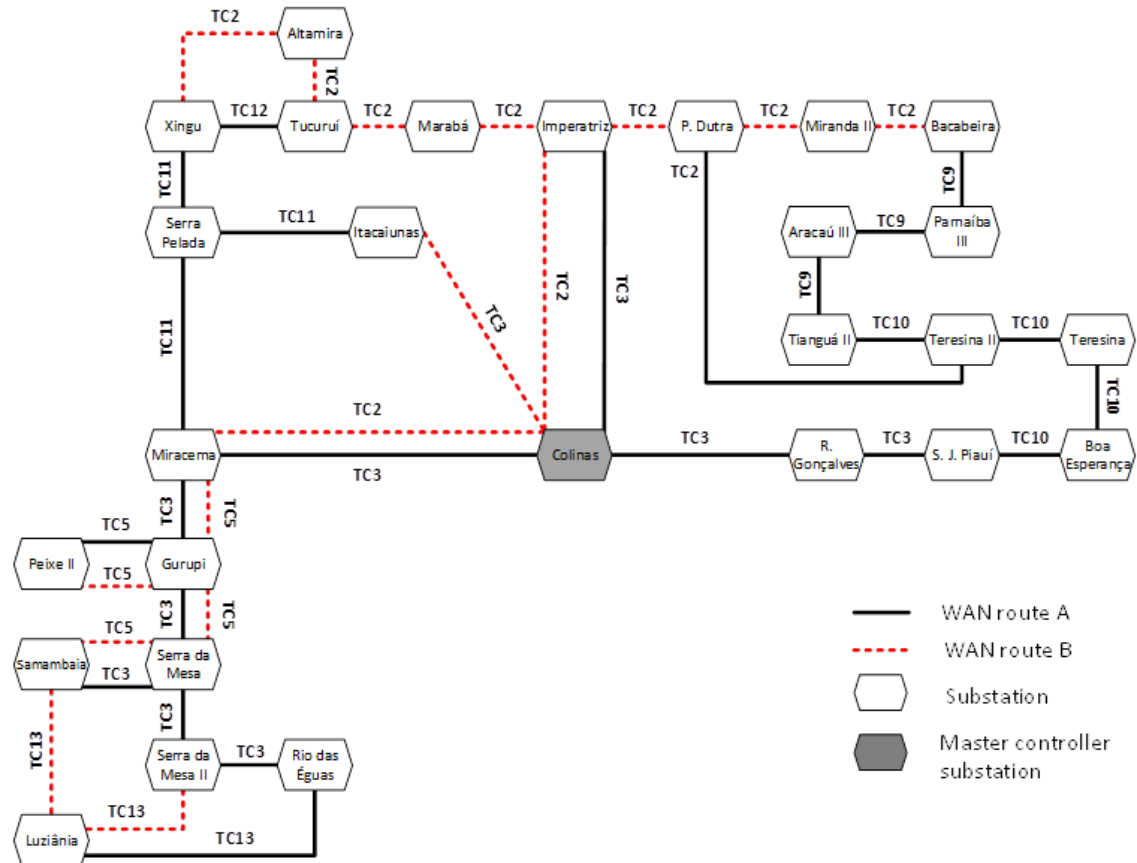 TC2
Altamira
TC2
Xingu
TC12
Tucuruí
TC2
Marabá
TC2
Imperatriz
TC2
P. Dutra
TC2
Miranda II
TC2
Bacabeira
TC11
TC2
TC9
Serra
Pelada
TC11
Itacaiunas
Aracaú III
TC9
Parnaíba
III
TC3
TC2
TC3
TC9
TC11
Tianguá II
TC10
Teresina II
TC10
Teresina
TC2
TC10
Miracema
TC3
Colinas
TC3
R.
Gonçalves
TC3
S. J. Piauí
TC10
Boa
Esperança
TC3
TC5
TC5
Peixe II
Gurupi
TC5
TC3
TC5
TC5
Samambaia
TC3
Serra da
Mesa
TC3
TC13
Serra da
Mesa II
TC3
Rio das
Éguas
TC13
Luziânia
TC13
WAN route A
WAN route B
Substation
Master controller
substation